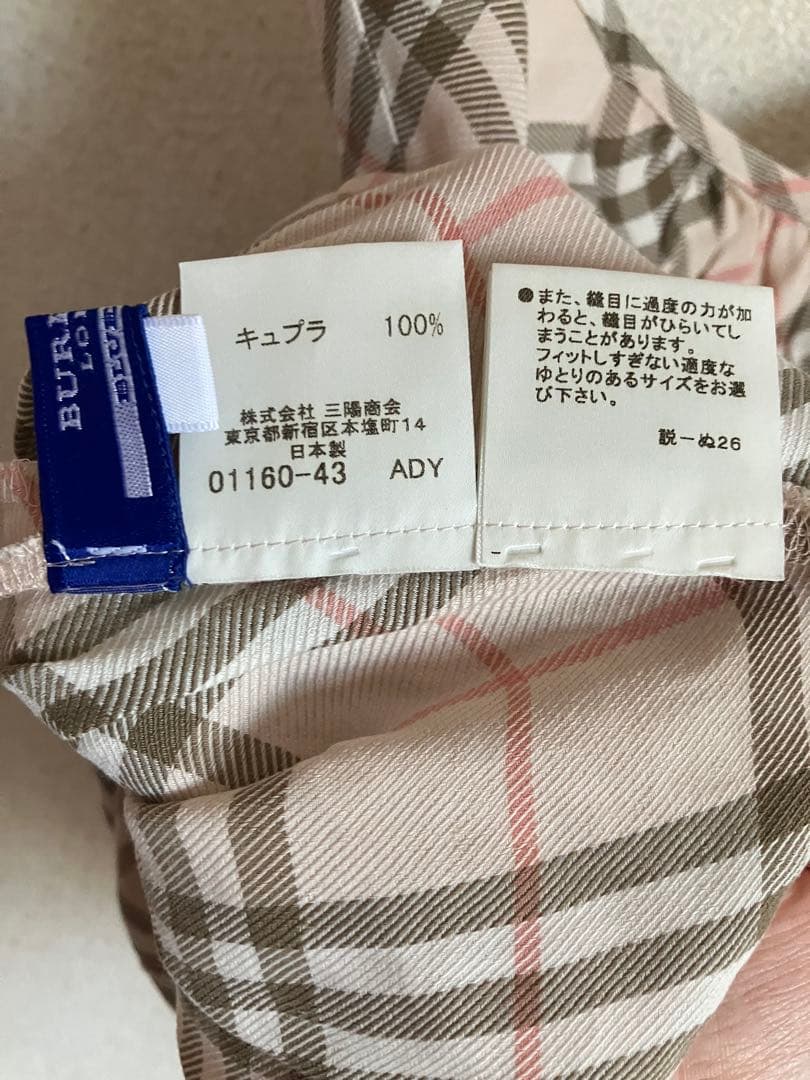 BUR
LO
キュプラ 100%
株式会社 三陽商会
東京都新宿区本塩町14
日本製
01160-43 ADY
●また、縫目に過度の力が加
わると、縫目がひらいてし
まうことがあります。
フィットしすぎない適度な
ゆとりのあるサイズをお選
び下さい。
説ーぬ26